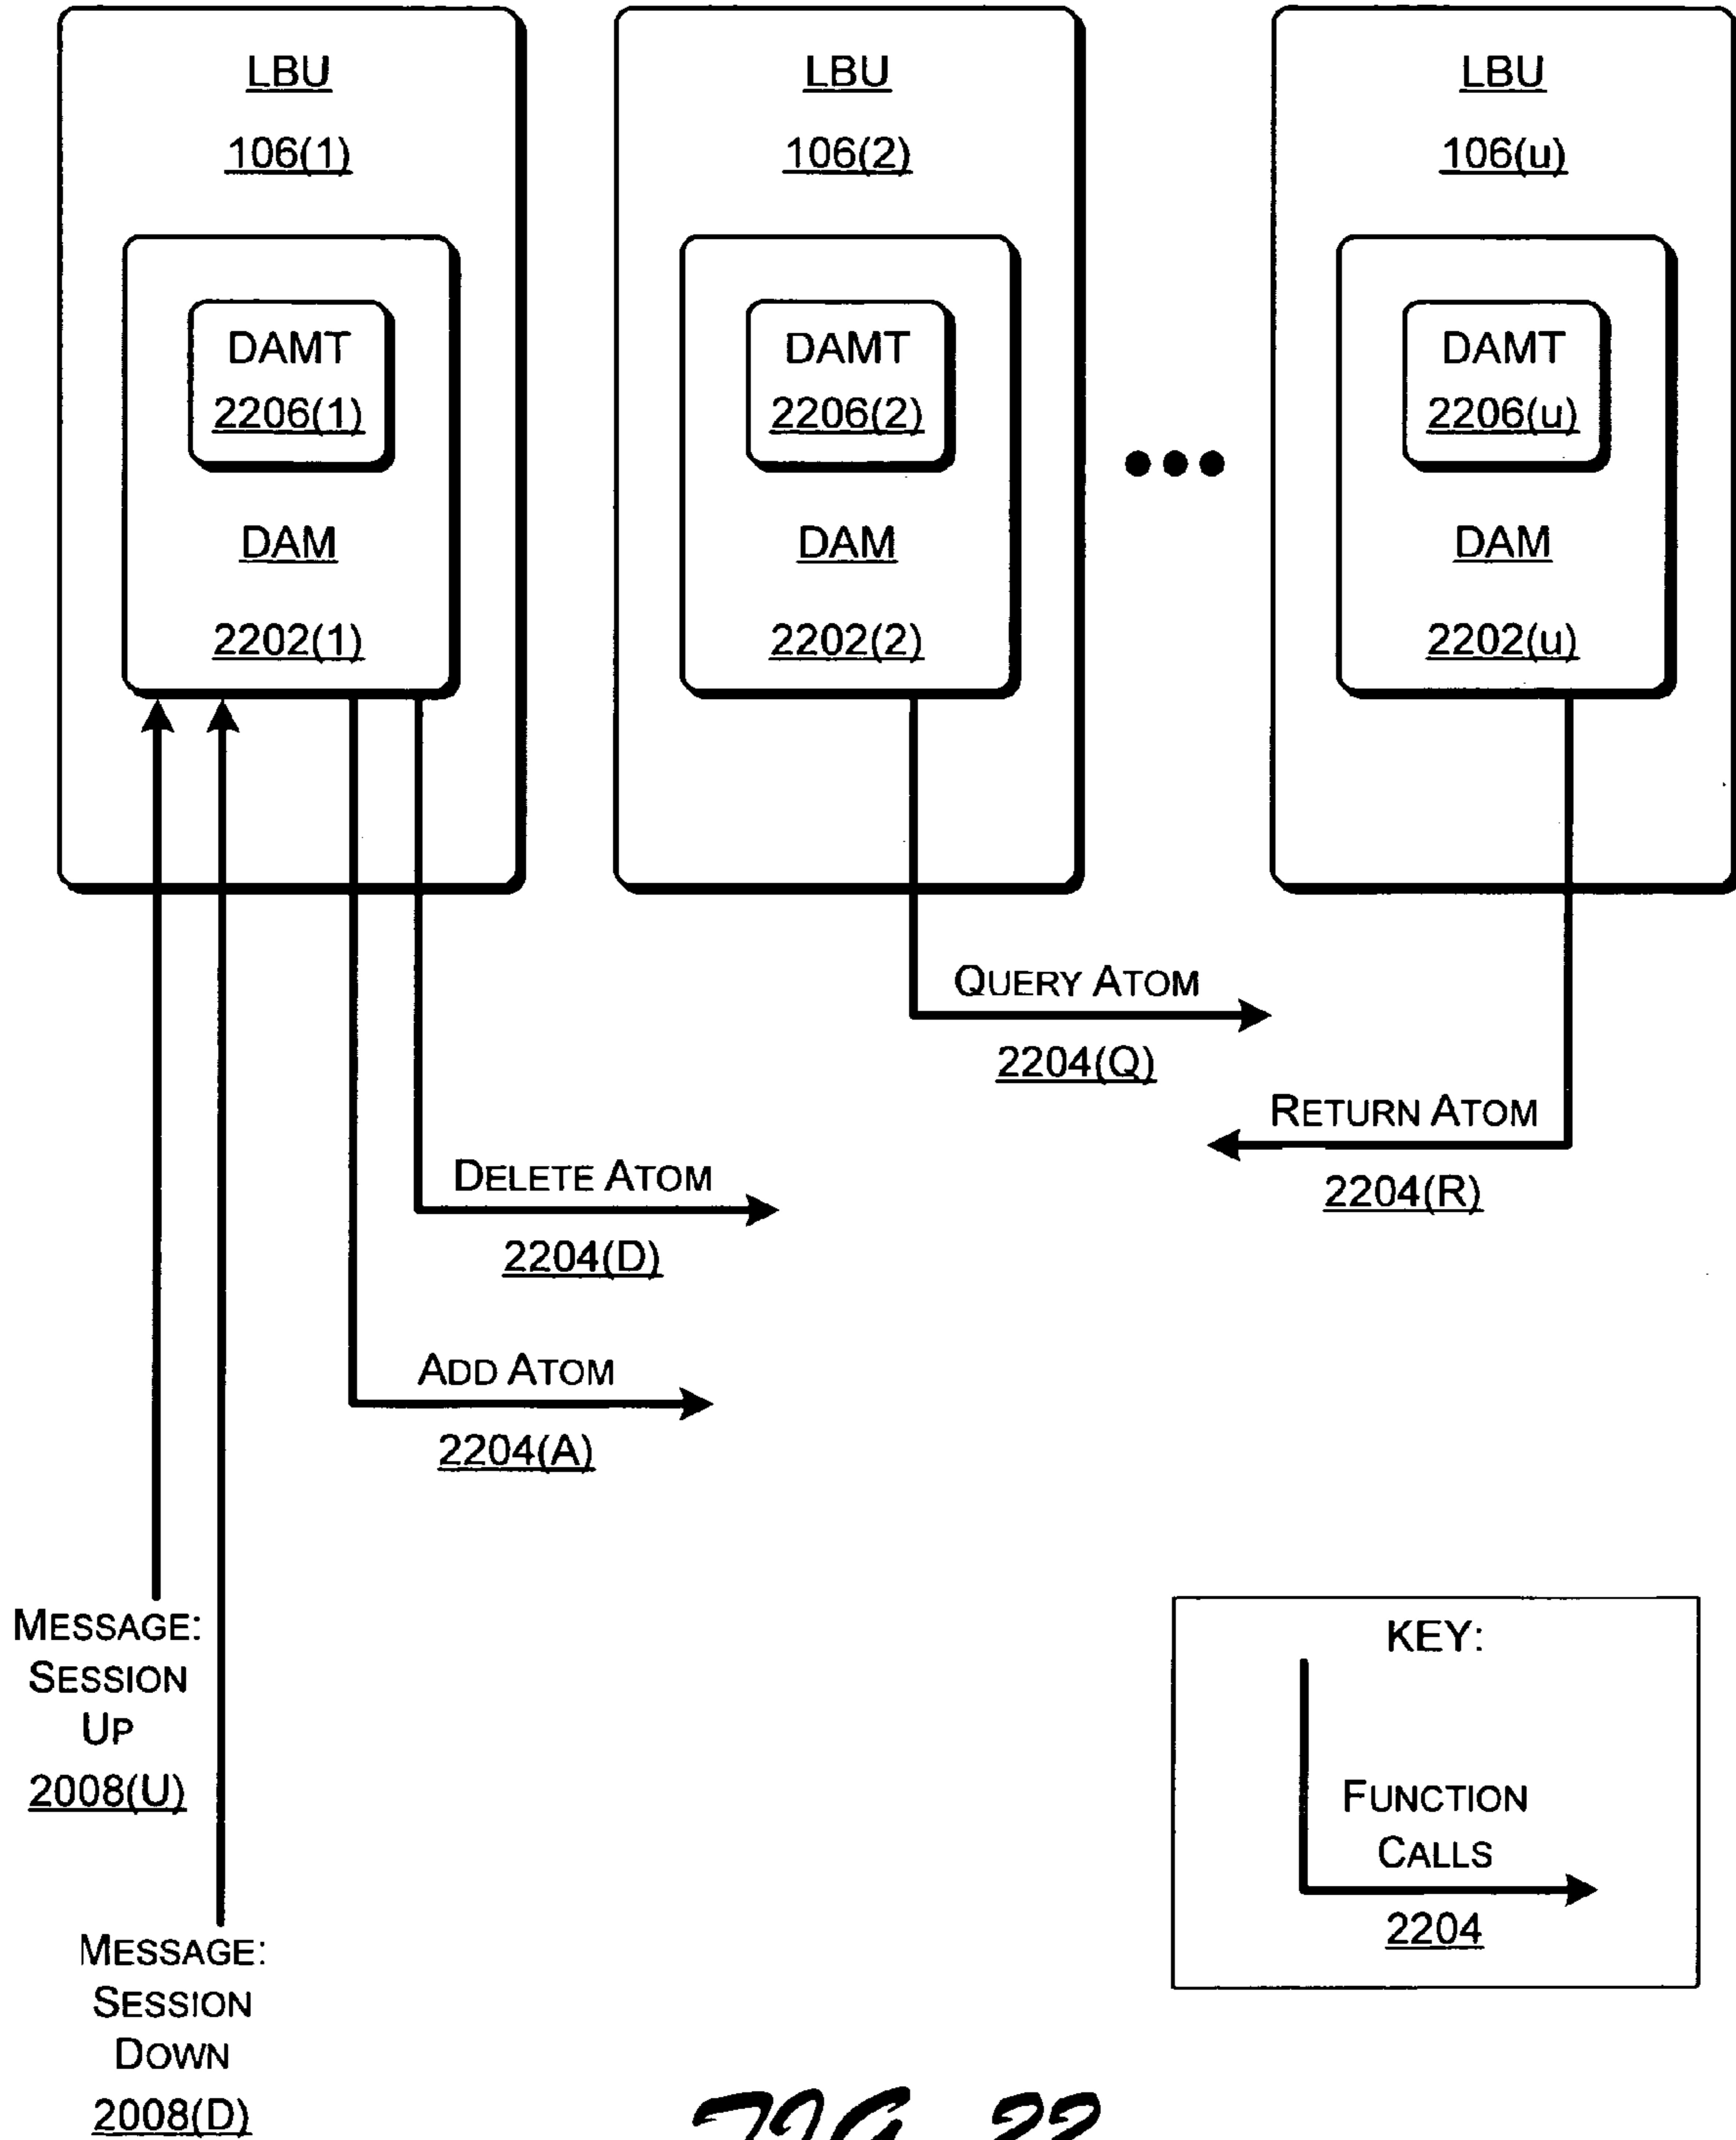 LBU
106(1)
DAMT
2206(1)
DAM
2202(1)
LBU
106(2)
DAMT
2206(2)
DAM
2202(2)
LBU
106(u)
DAMT
2206(u)
DAM
2202(u)
QUERY ATOM
2204(Q)
RETURN ATOM
2204(R)
DELETE ATOM
2204(D)
ADD ATOM
2204(A)
MESSAGE:
SESSION
UP
2008(U)
MESSAGE:
SESSION
DOWN
2008(D)
KEY:
FUNCTION
CALLS
2204
FIG. 22